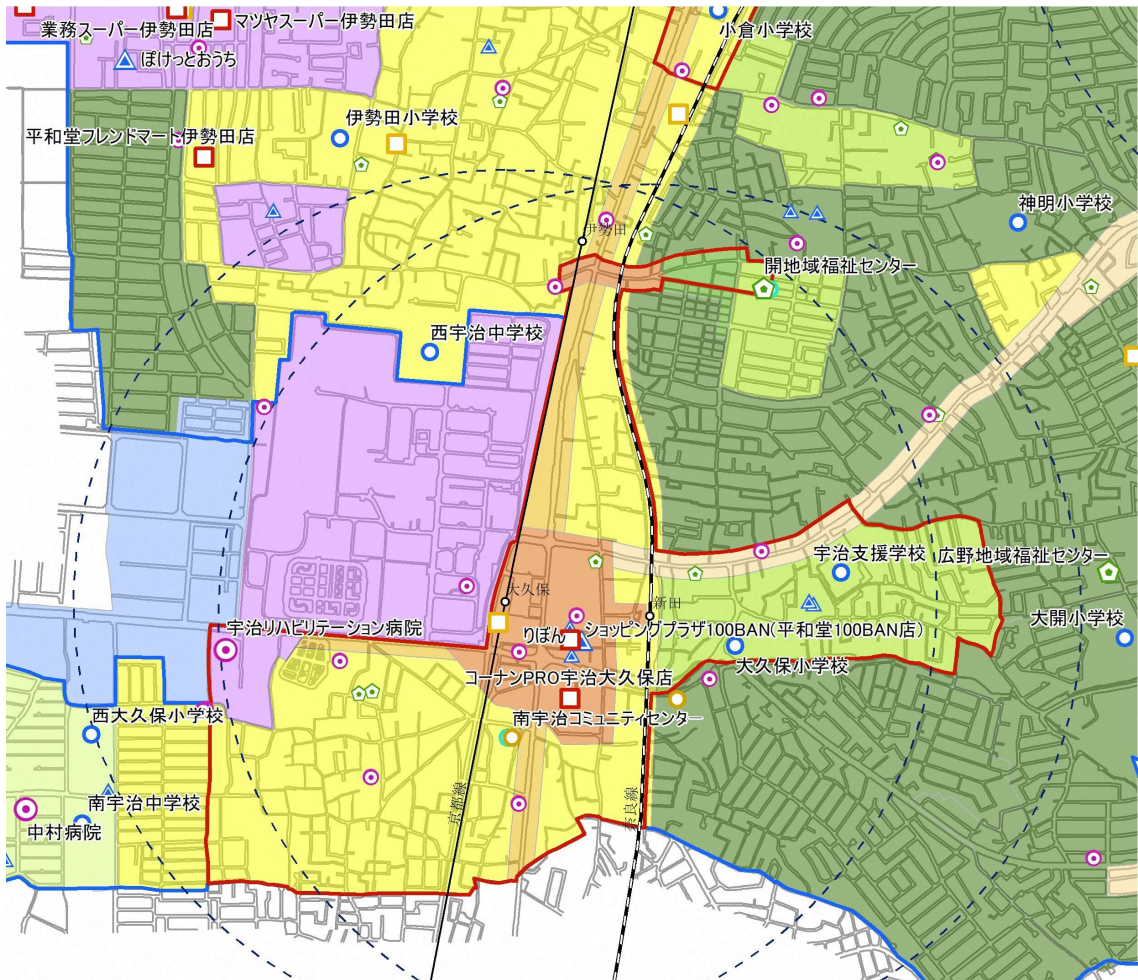 業務スーパー伊勢田店
マツヤスーパー伊勢田店
小倉小学校
ぽけっとおうち
平和堂フレンドマート伊勢田店
伊勢田小学校
神明小学校
伊勢田
開地域福祉センター
西宇治中学校
宇治支援学校
広野地域福祉センター
大久保
新田
宇治リハビリテーション病院
りぼん
ショッピングプラザ100BAN(平和堂100BAN店)
大開小学校
大久保小学校
コーナンPRO宇治大久保店
西大久保小学校
南宇治コミュニティセンター
南宇治中学校
中村病院
京都線
奈良線